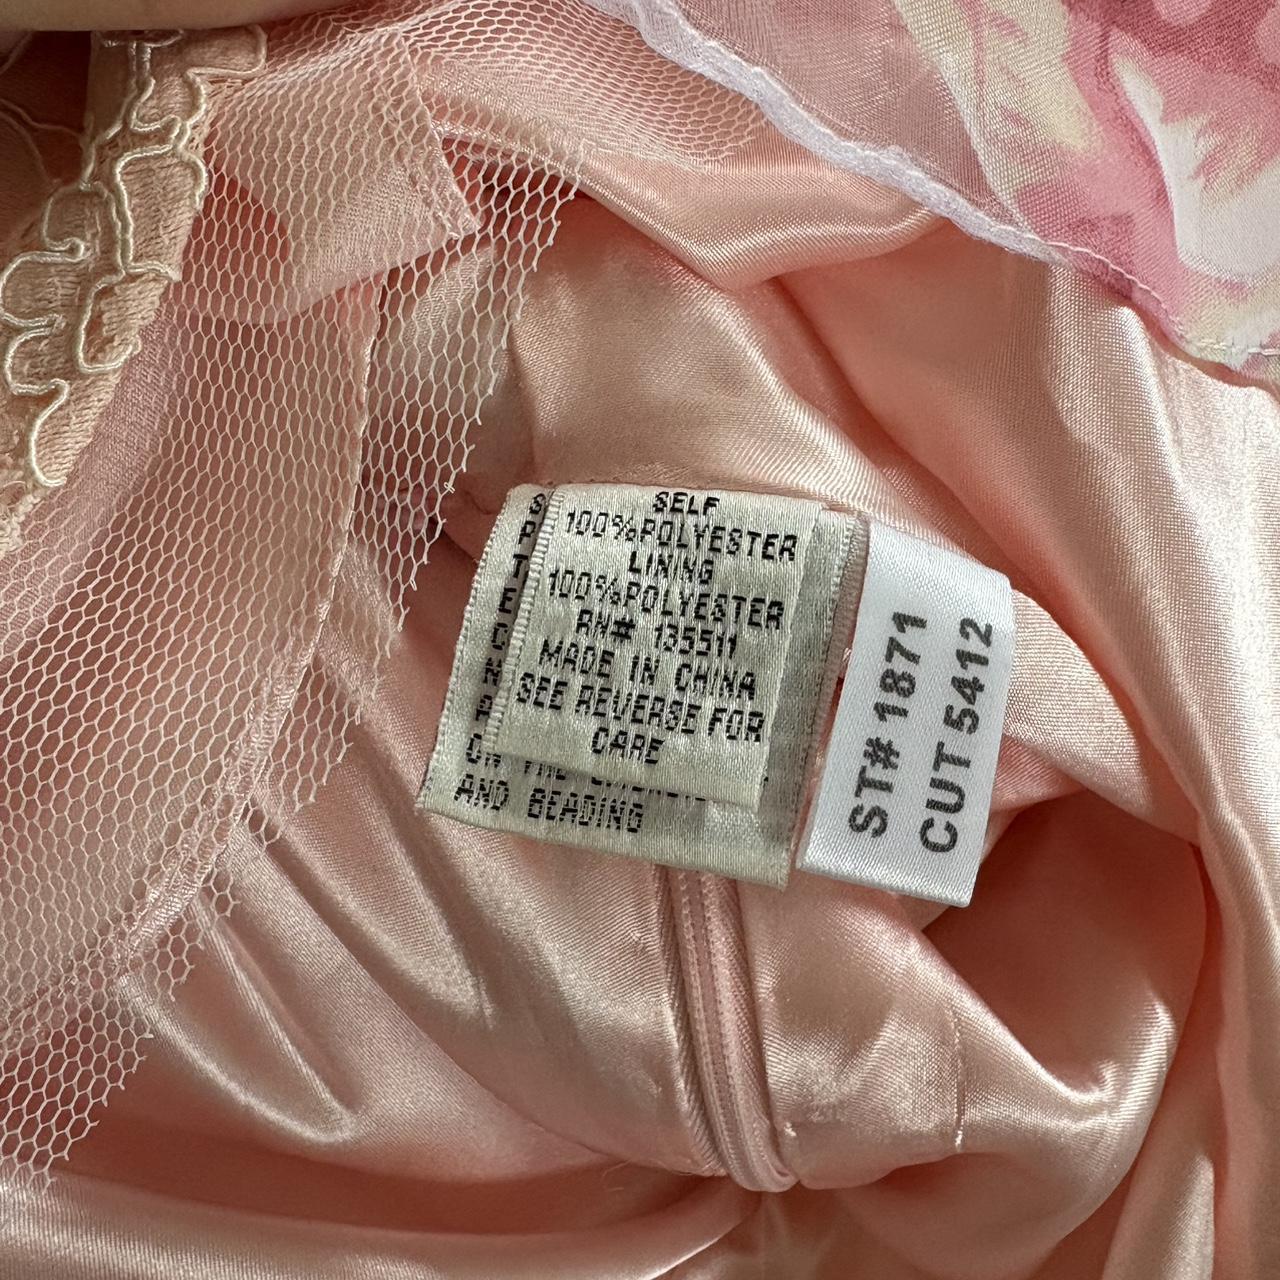 SELF
100%POLYESTER
LINING
100%POLYESTER
RN# 135511
MADE IN CHINA
SEE REVERSE FOR
CARE
AND BEADING
ST# 1871
CUT 5412